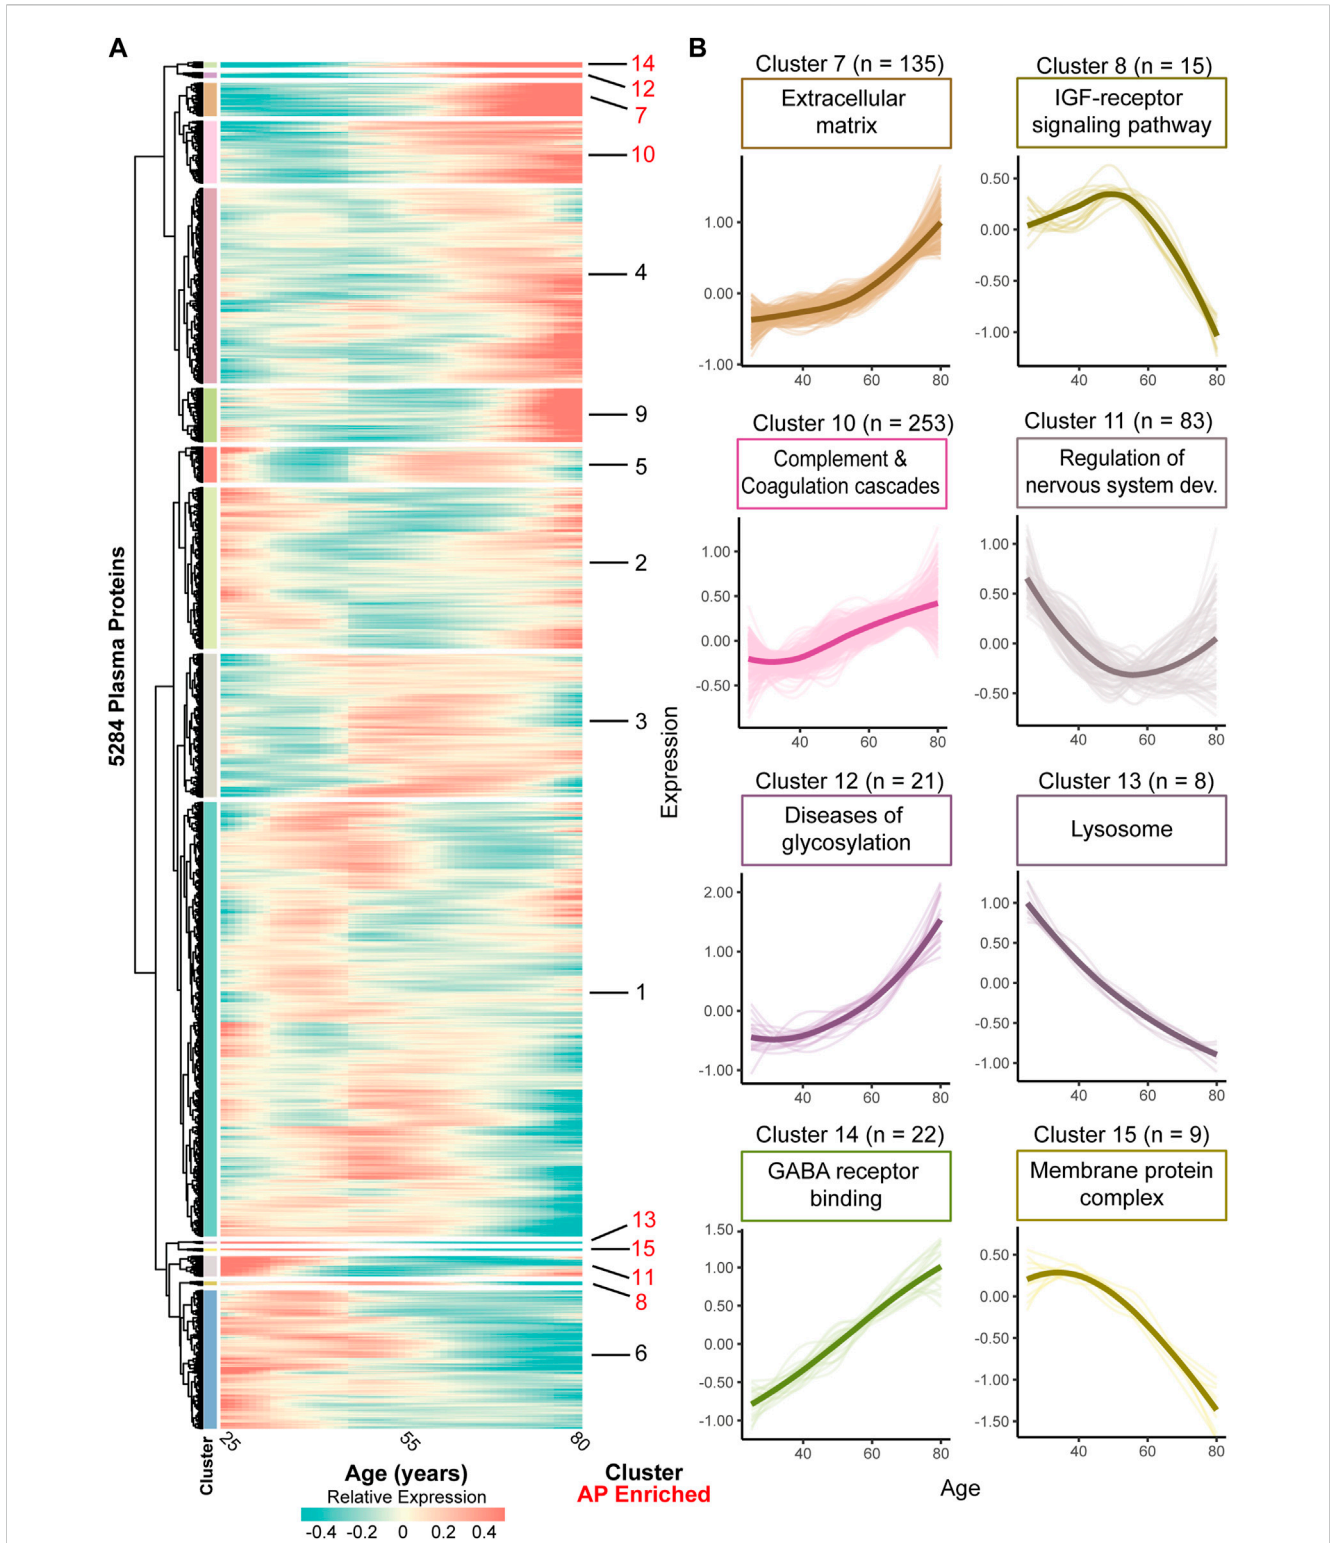 A
5284 Plasma Proteins
14
12
7
10
4
9
5
2
3
1
13
15
11
8
6
Cluster
25
55
80
Age (years)
Cluster
AP Enriched
Relative Expression
-0.4 -0.2 0 0.2 0.4
B
Expression
Cluster 7 (n = 135)
Extracellular
matrix
1.00
0.00
-1.00
40 60 80
Cluster 8 (n = 15)
IGF-receptor
signaling pathway
0.50
0.00
-0.50
-1.00
40 60 80
Cluster 10 (n = 253)
Complement &
Coagulation cascades
1.00
0.50
0.00
-0.50
40 60 80
Cluster 11 (n = 83)
Regulation of
nervous system dev.
1.00
0.50
0.00
-0.50
40 60 80
Cluster 12 (n = 21)
Diseases of
glycosylation
2.00
1.00
0.00
-1.00
40 60 80
Cluster 13 (n = 8)
Lysosome
1.00
0.50
0.00
-0.50
-1.00
40 60 80
Cluster 14 (n = 22)
GABA receptor
binding
1.50
1.00
0.50
0.00
-0.50
-1.00
40 60 80
Cluster 15 (n = 9)
Membrane protein
complex
0.50
0.00
-0.50
-1.00
-1.50
40 60 80
Age